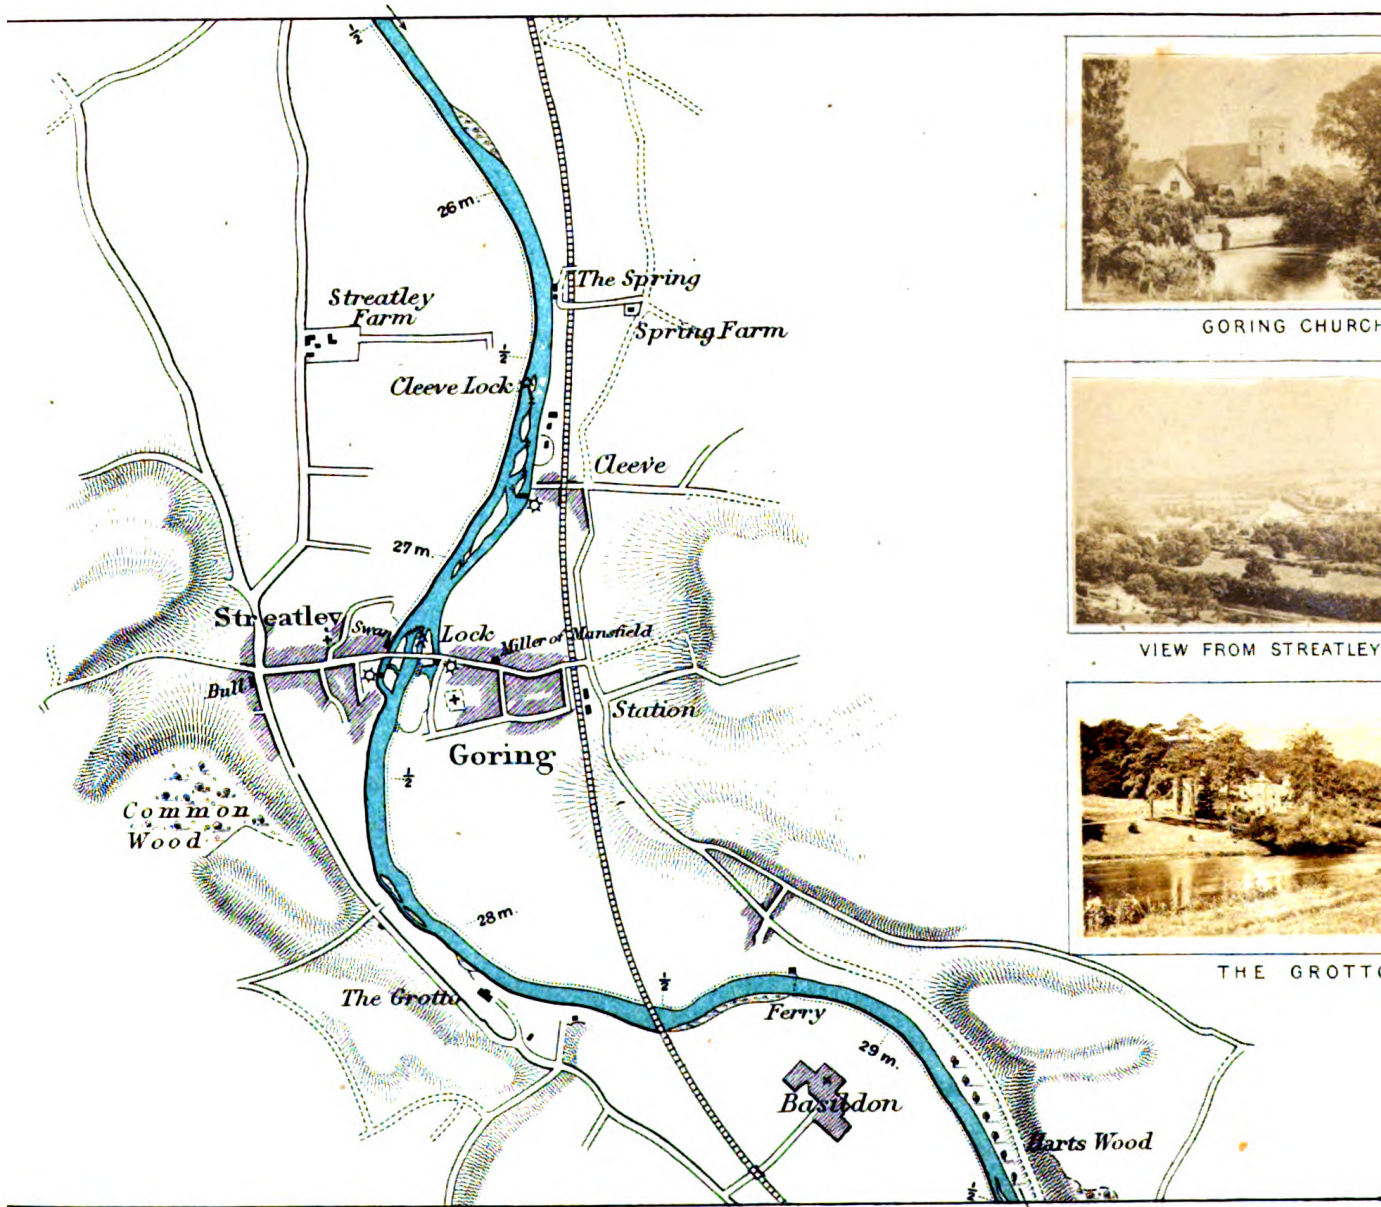 ½
26 m.
The Spring
Streatley
Farm
Spring Farm
½
Cleeve Lock
Cleeve
27 m.
Streatley
Swan
Lock
Miller of Mansfield
Bull
Station
Goring
½
Common
Wood
28 m.
The Grotto
½
Ferry
29 m.
Basildon
Harts Wood
½
GORING CHURCH
VIEW FROM STREATLEY
THE GROTTO